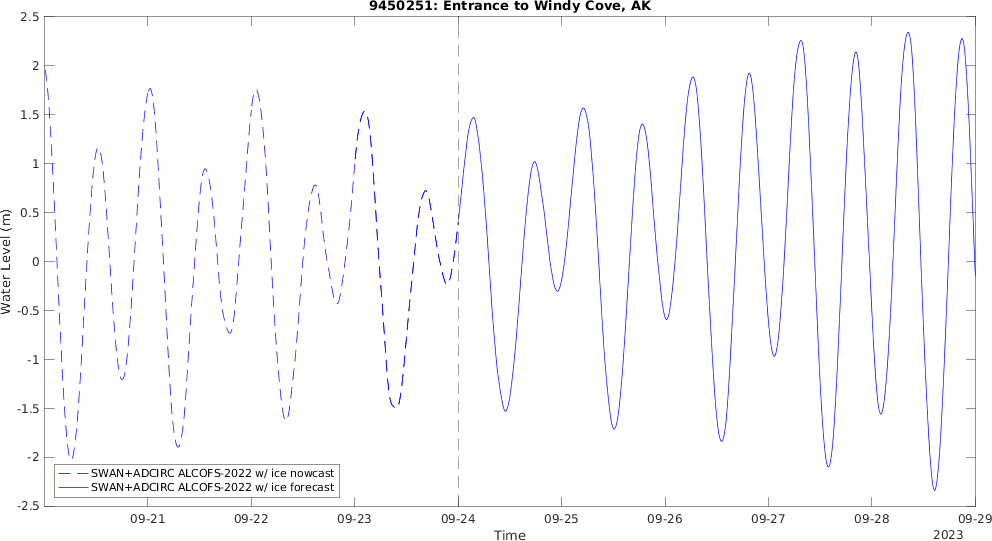 9450251: Entrance to Windy Cove, AK
2.5
2
1.5
1
0.5
0
-0.5
-1
-1.5
-2
-2.5
Water Level (m)
SWAN+ADCIRC ALCOFS-2022 w/ ice nowcast
SWAN+ADCIRC ALCOFS-2022 w/ ice forecast
09-21 09-22 09-23 09-24 09-25 09-26 09-27 09-28 09-29
Time
2023